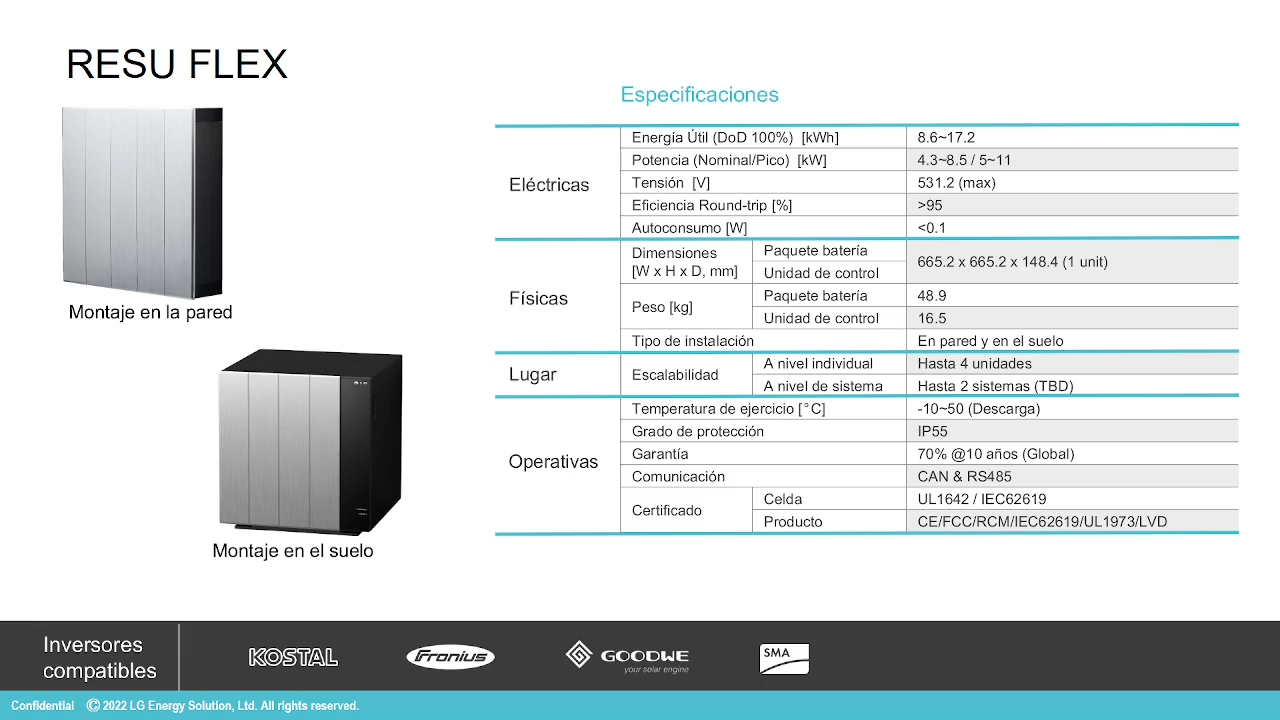 RESU FLEX
Montaje en la pared
Montaje en el suelo
Especificaciones
Eléctricas
Energía Útil (DoD 100%) [kWh] 8.6~17.2
Potencia (Nominal/Pico) [kW] 4.3~8.5 / 5~11
Tensión [V] 531.2 (max)
Eficiencia Round-trip [%] >95
Autoconsumo [W] <0.1
Físicas
Dimensiones
[W x H x D, mm]
Paquete batería
Unidad de control
665.2 x 665.2 x 148.4 (1 unit)
Peso [kg]
Paquete batería 48.9
Unidad de control 16.5
Tipo de instalación En pared y en el suelo
Lugar
Escalabilidad
A nivel individual Hasta 4 unidades
A nivel de sistema Hasta 2 sistemas (TBD)
Operativas
Temperatura de ejercicio [°C] -10~50 (Descarga)
Grado de protección IP55
Garantía 70% @10 años (Global)
Comunicación CAN & RS485
Certificado
Celda UL1642 / IEC62619
Producto CE/FCC/RCM/IEC62619/UL1973/LVD
Inversores
compatibles
KOSTAL
Fronius
GOODWE
your solar engine
SMA
Confidential © 2022 LG Energy Solution, Ltd. All rights reserved.